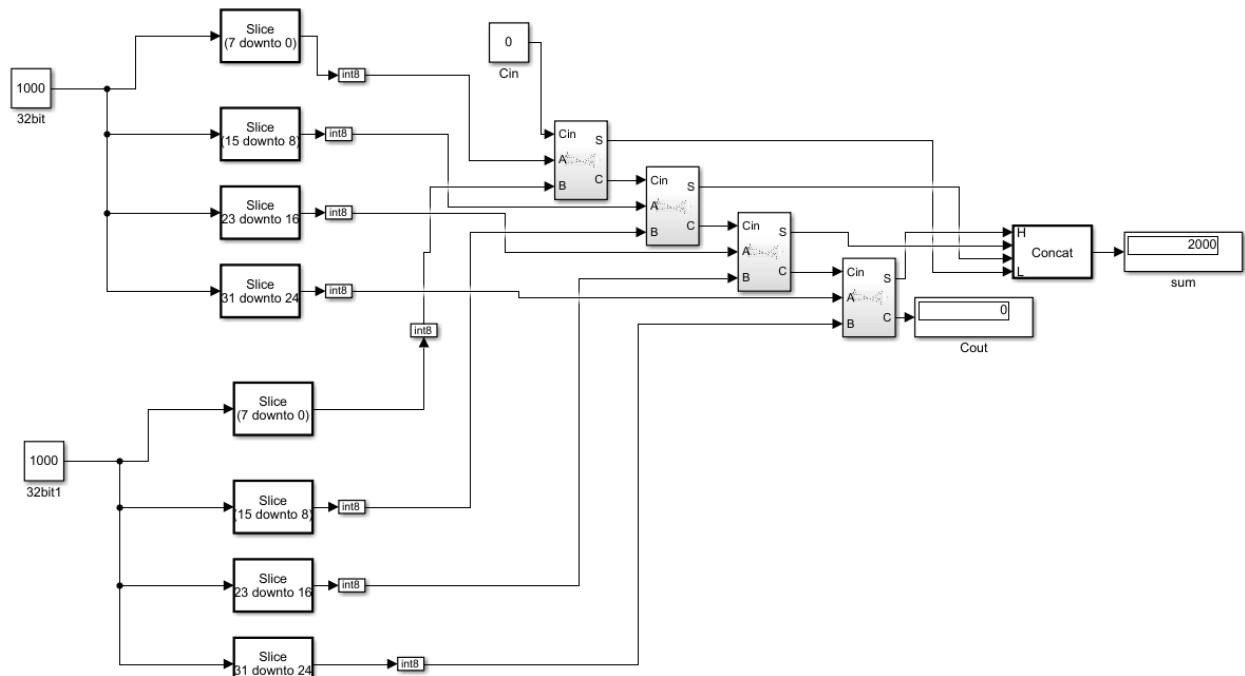 1000
32bit
Slice
(7 downto 0)
int8
Slice
(15 downto 8)
int8
Slice
23 downto 16
int8
Slice
31 downto 24
int8
0
Cin
Cin
A
B
S
C
Cin
A
B
S
C
Cin
A
B
S
C
Cin
A
B
S
C
H
L
Concat
2000
sum
0
Cout
int8
1000
32bit1
Slice
(7 downto 0)
Slice
(15 downto 8)
int8
Slice
23 downto 16
int8
Slice
31 downto 24
int8